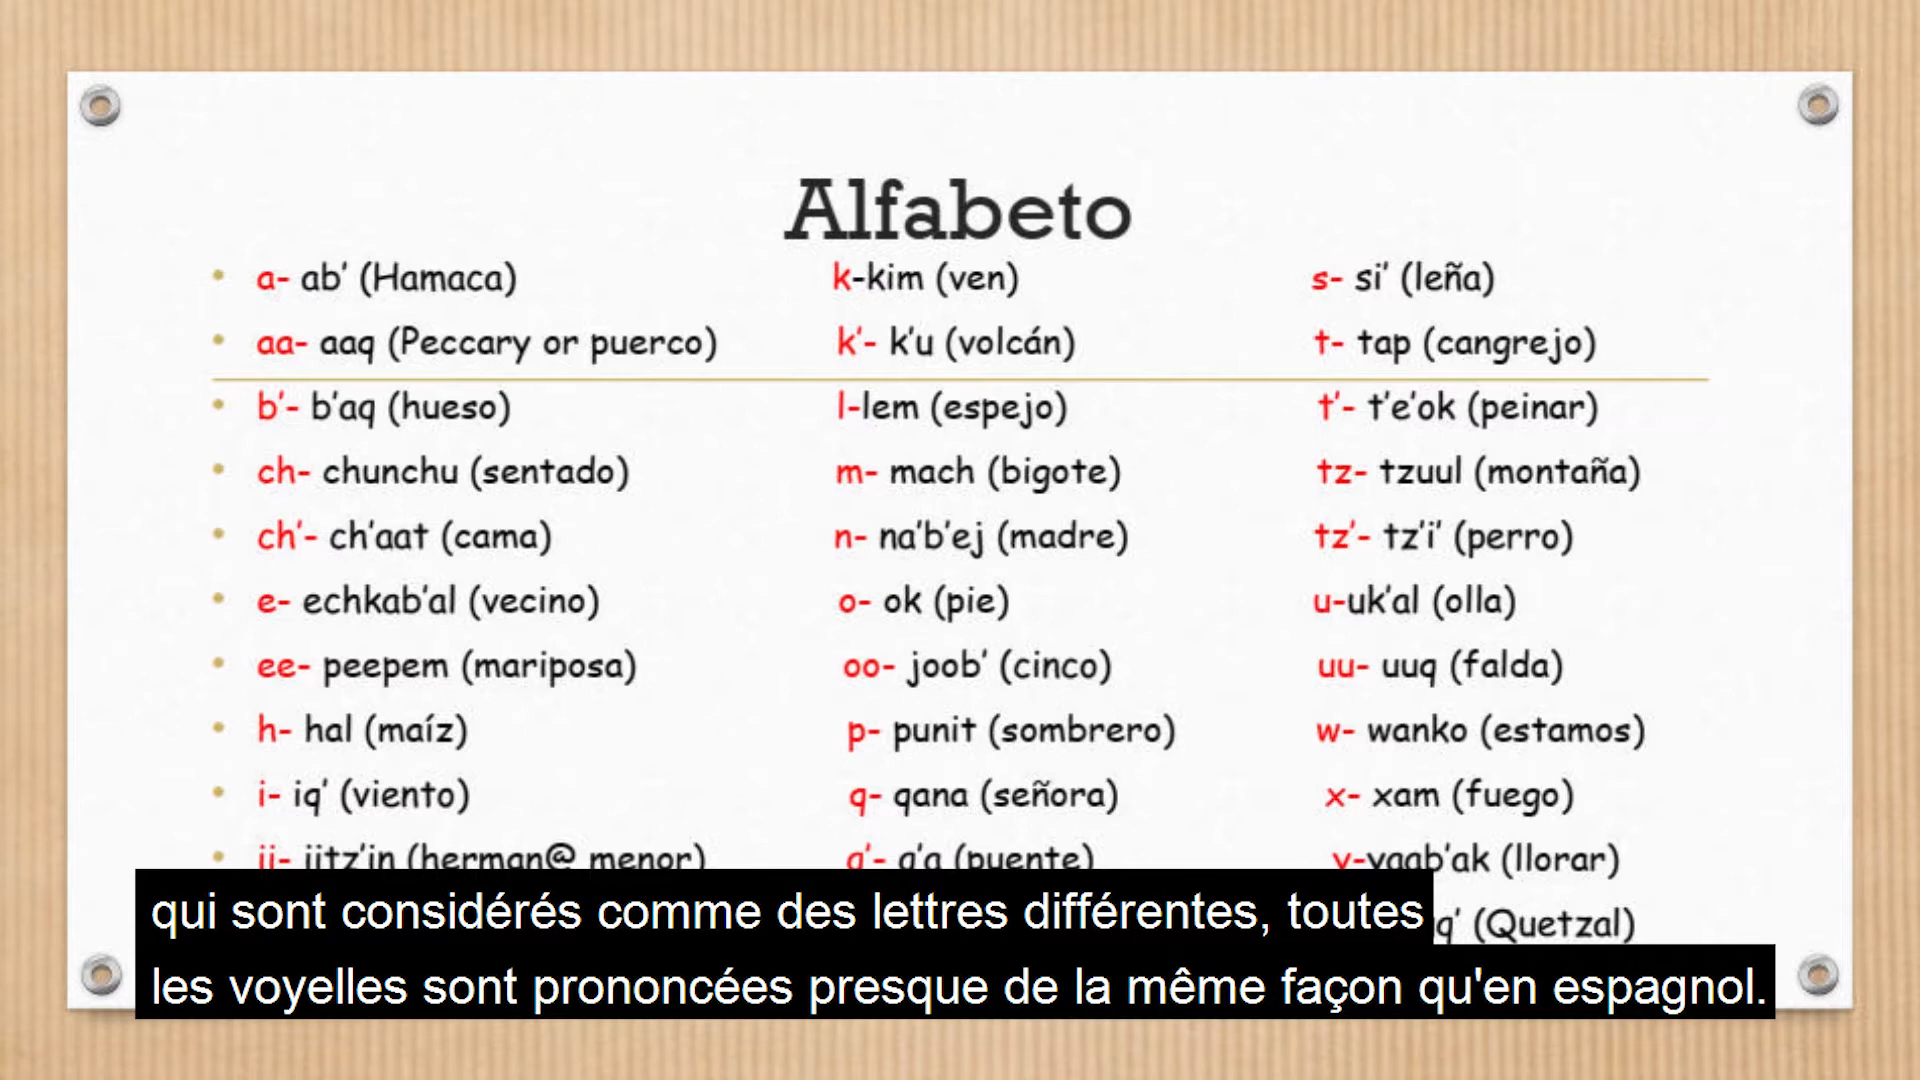 Alfabeto
a- ab' (Hamaca)
aa- aaq (Peccary or puerco)
b'- b'aq (hueso)
ch- chunchu (sentado)
ch'- ch'aat (cama)
e- echkab'al (vecino)
ee- peepem (mariposa)
h- hal (maíz)
i- iq' (viento)
ii- iitz'in (herman@ menor)
k-kim (ven)
k'- k'u (volcán)
l-lem (espejo)
m- mach (bigote)
n- na'b'ej (madre)
o- ok (pie)
oo- joob' (cinco)
p- punit (sombrero)
q- qana (señora)
q'- q'a (puente)
s- si' (leña)
t- tap (cangrejo)
t'- t'e'ok (peinar)
tz- tzuul (montaña)
tz'- tz'i' (perro)
u-uk'al (olla)
uu- uuq (falda)
w- wanko (estamos)
x- xam (fuego)
y-yaab'ak (llorar)
(Quetzal)
qui sont considérés comme des lettres différentes, toutes
les voyelles sont prononcées presque de la même façon qu'en espagnol.